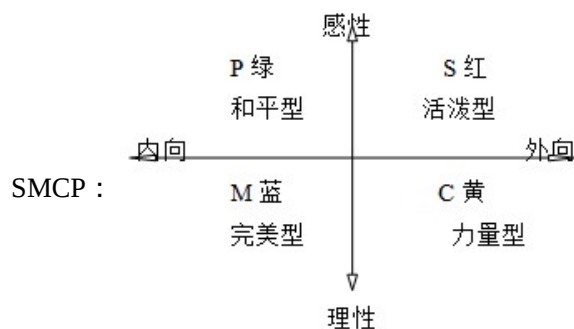 感性
P 绿 S 红
和平型 活泼型
内向 外向
SMCP：
M 蓝 C 黄
完美型 力量型
理性